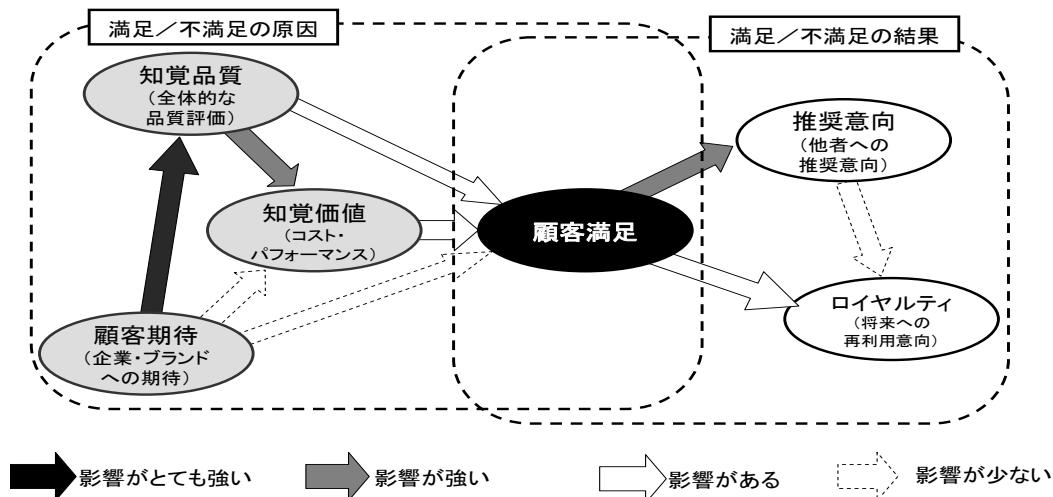 満足／不満足の原因
満足／不満足の結果
知覚品質
（全体的な
品質評価）
推奨意向
（他者への
推奨意向）
知覚価値
（コスト・
パフォーマンス）
顧客満足
顧客期待
（企業・ブランド
への期待）
ロイヤルティ
（将来への
再利用意向）
影響がとても強い
影響が強い
影響がある
影響が少ない